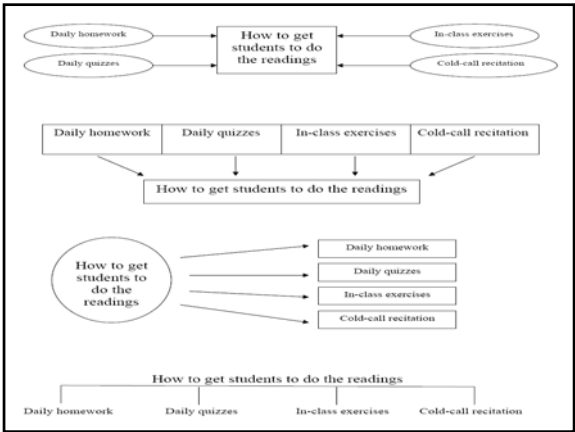 Daily homework
Daily quizzes
How to get
students to do
the readings
In-class exercises
Cold-call recitation
Daily homework
Daily quizzes
In-class exercises
Cold-call recitation
How to get students to do the readings
How to get
students to
do the
readings
Daily homework
Daily quizzes
In-class exercises
Cold-call recitation
How to get students to do the readings
Daily homework
Daily quizzes
In-class exercises
Cold-call recitation